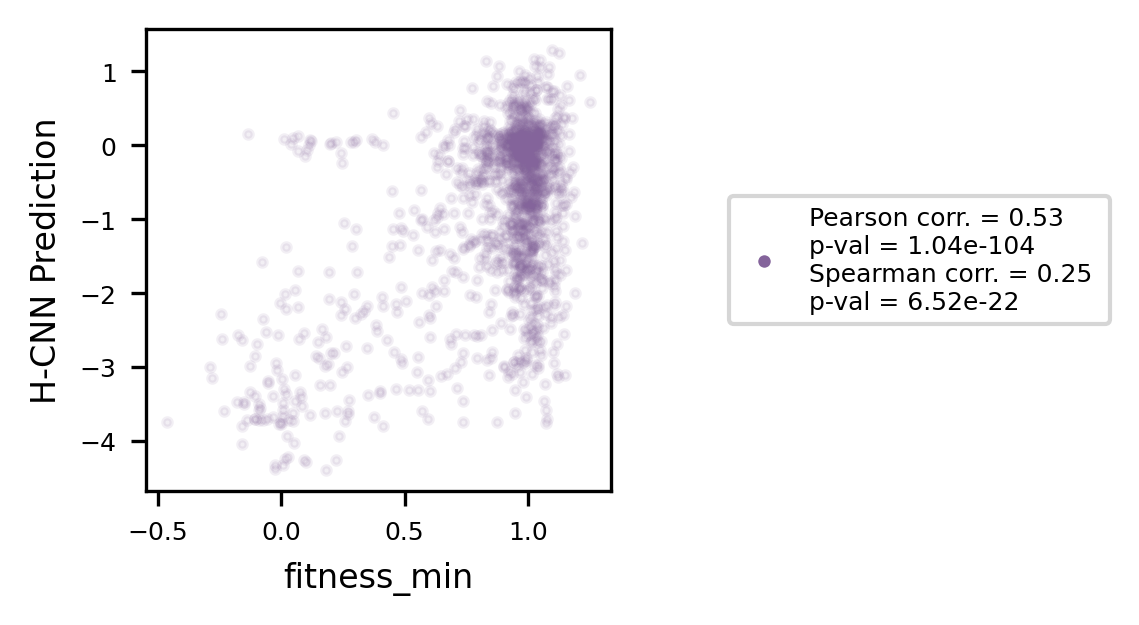 H-CNN Prediction
1
0
−1
−2
−3
−4
−0.5
0.0
0.5
1.0
fitness_min
Pearson corr. = 0.53
p-val = 1.04e-104
Spearman corr. = 0.25
p-val = 6.52e-22